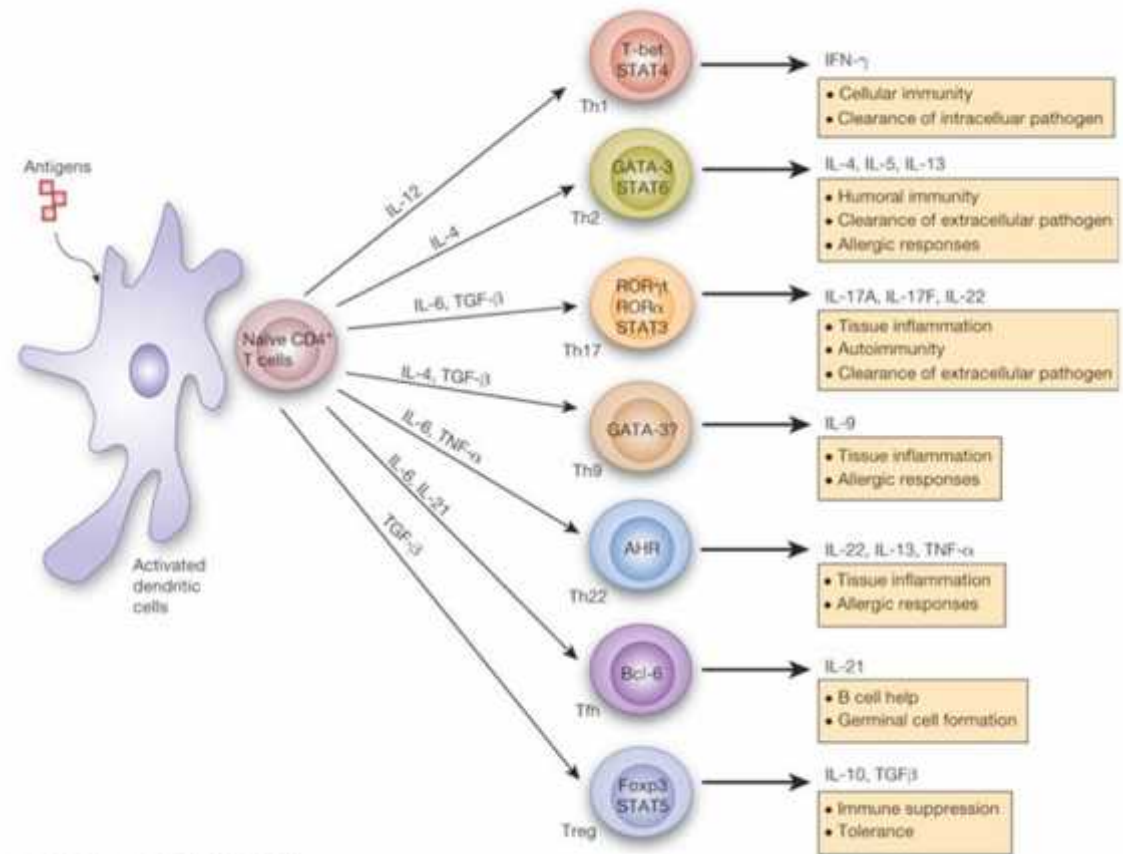 Antigens
Activated
dendritic
cells
Naïve CD4+
T cells
IL-12
IL-4
IL-6, TGF-β
IL-4, TGF-β
IL-6, TNF-α
IL-6, IL-21
TGF-β
T-bet
STAT4
Th1
IFN-γ
• Cellular immunity
• Clearance of intracelluar pathogen
GATA-3
STAT6
Th2
IL-4, IL-5, IL-13
• Humoral immunity
• Clearance of extracellular pathogen
• Allergic responses
RORγt
RORα
STAT3
Th17
IL-17A, IL-17F, IL-22
• Tissue inflammation
• Autoimmunity
• Clearance of extracellular pathogen
GATA-3?
Th9
IL-9
• Tissue inflammation
• Allergic responses
AHR
Th22
IL-22, IL-13, TNF-α
• Tissue inflammation
• Allergic responses
Bcl-6
Tfh
IL-21
• B cell help
• Germinal cell formation
Foxp3
STAT5
Treg
IL-10, TGFβ
• Immune suppression
• Tolerance